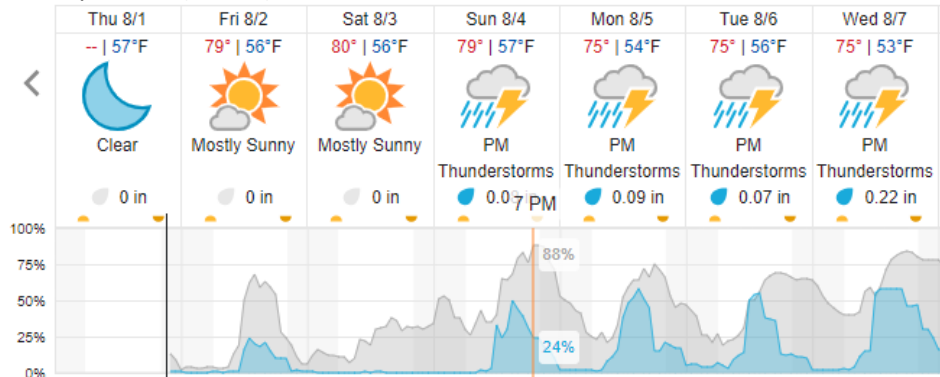 Thu 8/1 Fri 8/2 Sat 8/3 Sun 8/4 Mon 8/5 Tue 8/6 Wed 8/7
-- | 57°F 79° | 56°F 80° | 56°F 79° | 57°F 75° | 54°F 75° | 56°F 75° | 53°F
Clear Mostly Sunny Mostly Sunny PM PM PM PM
Thunderstorms Thunderstorms Thunderstorms Thunderstorms
0 in 0 in 0 in 0.0 in 0.09 in 0.07 in 0.22 in
7 PM
100%
88%
75%
50%
25%
24%
0%